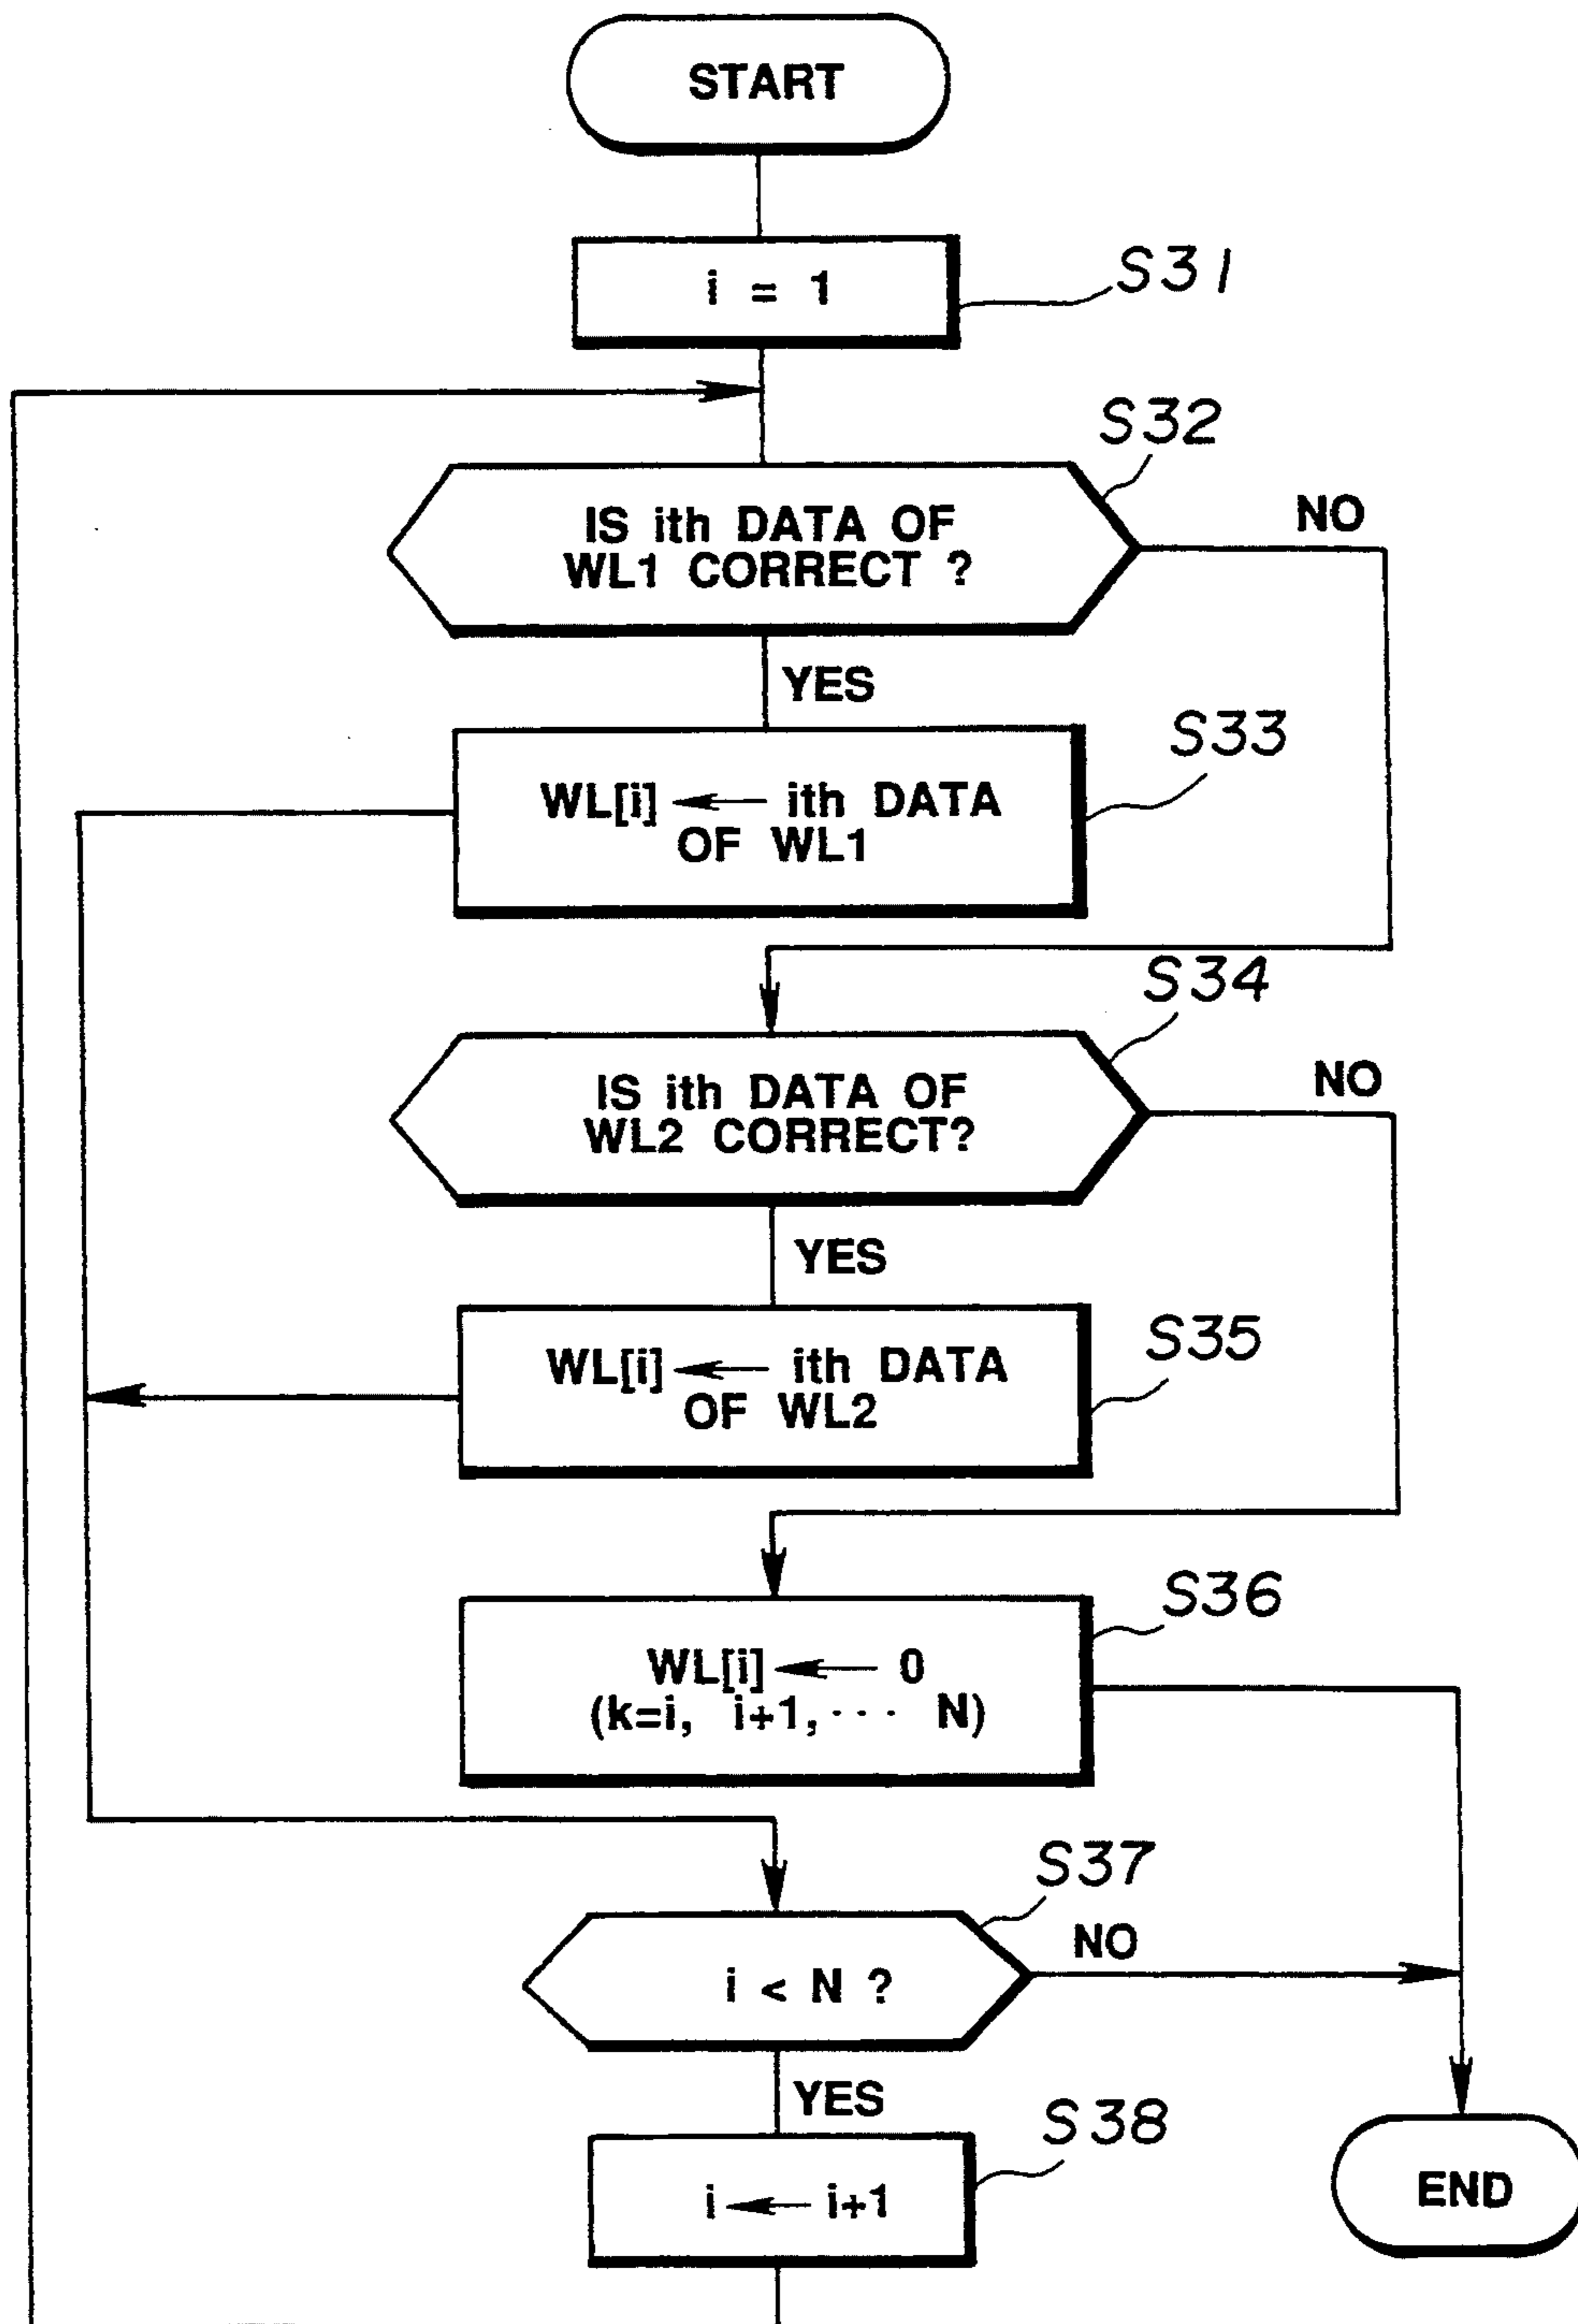 START
i = 1
S31
S32
IS ith DATA OF
WL1 CORRECT ?
NO
YES
S33
WL[i] ← ith DATA
OF WL1
S34
IS ith DATA OF
WL2 CORRECT?
NO
YES
S35
WL[i] ← ith DATA
OF WL2
S36
WL[i] ← 0
(k=i, i+1, ··· N)
S37
i < N ?
NO
YES
S38
i ← i+1
END